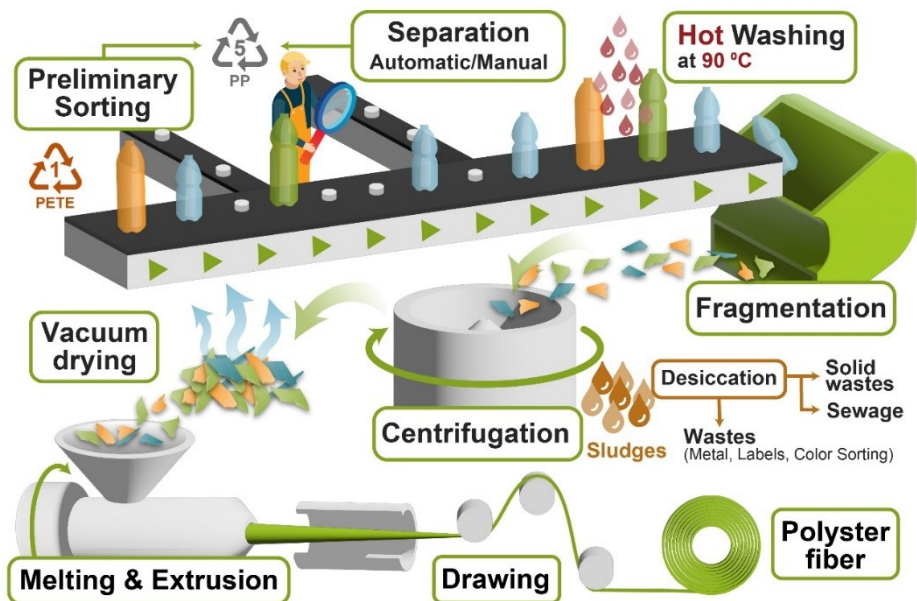 Preliminary
Sorting
5
PP
Separation
Automatic/Manual
Hot Washing
at 90 ºC
1
PETE
Fragmentation
Vacuum
drying
Centrifugation
Sludges
Desiccation
Solid
wastes
Sewage
Wastes
(Metal, Labels, Color Sorting)
Melting & Extrusion
Drawing
Polyster
fiber